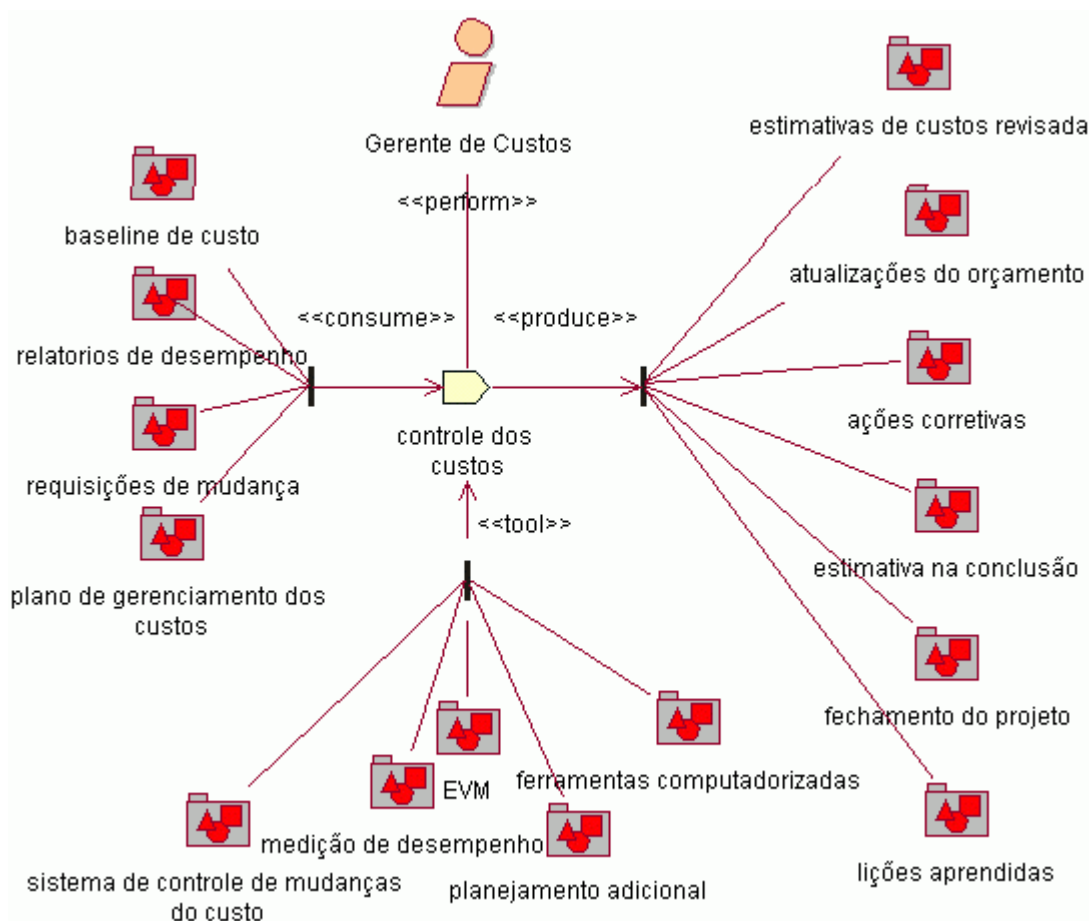 estimativas de custos revisada
Gerente de Custos
<<perform>>
baseline de custo
atualizações do orçamento
<<consume>>
<<produce>>
relatorios de desempenho
ações corretivas
controle dos
custos
requisições de mudança
<<tool>>
estimativa na conclusão
plano de gerenciamento dos
custos
fechamento do projeto
ferramentas computadorizadas
EVM
medição de desempenho
lições aprendidas
sistema de controle de mudanças
do custo
planejamento adicional